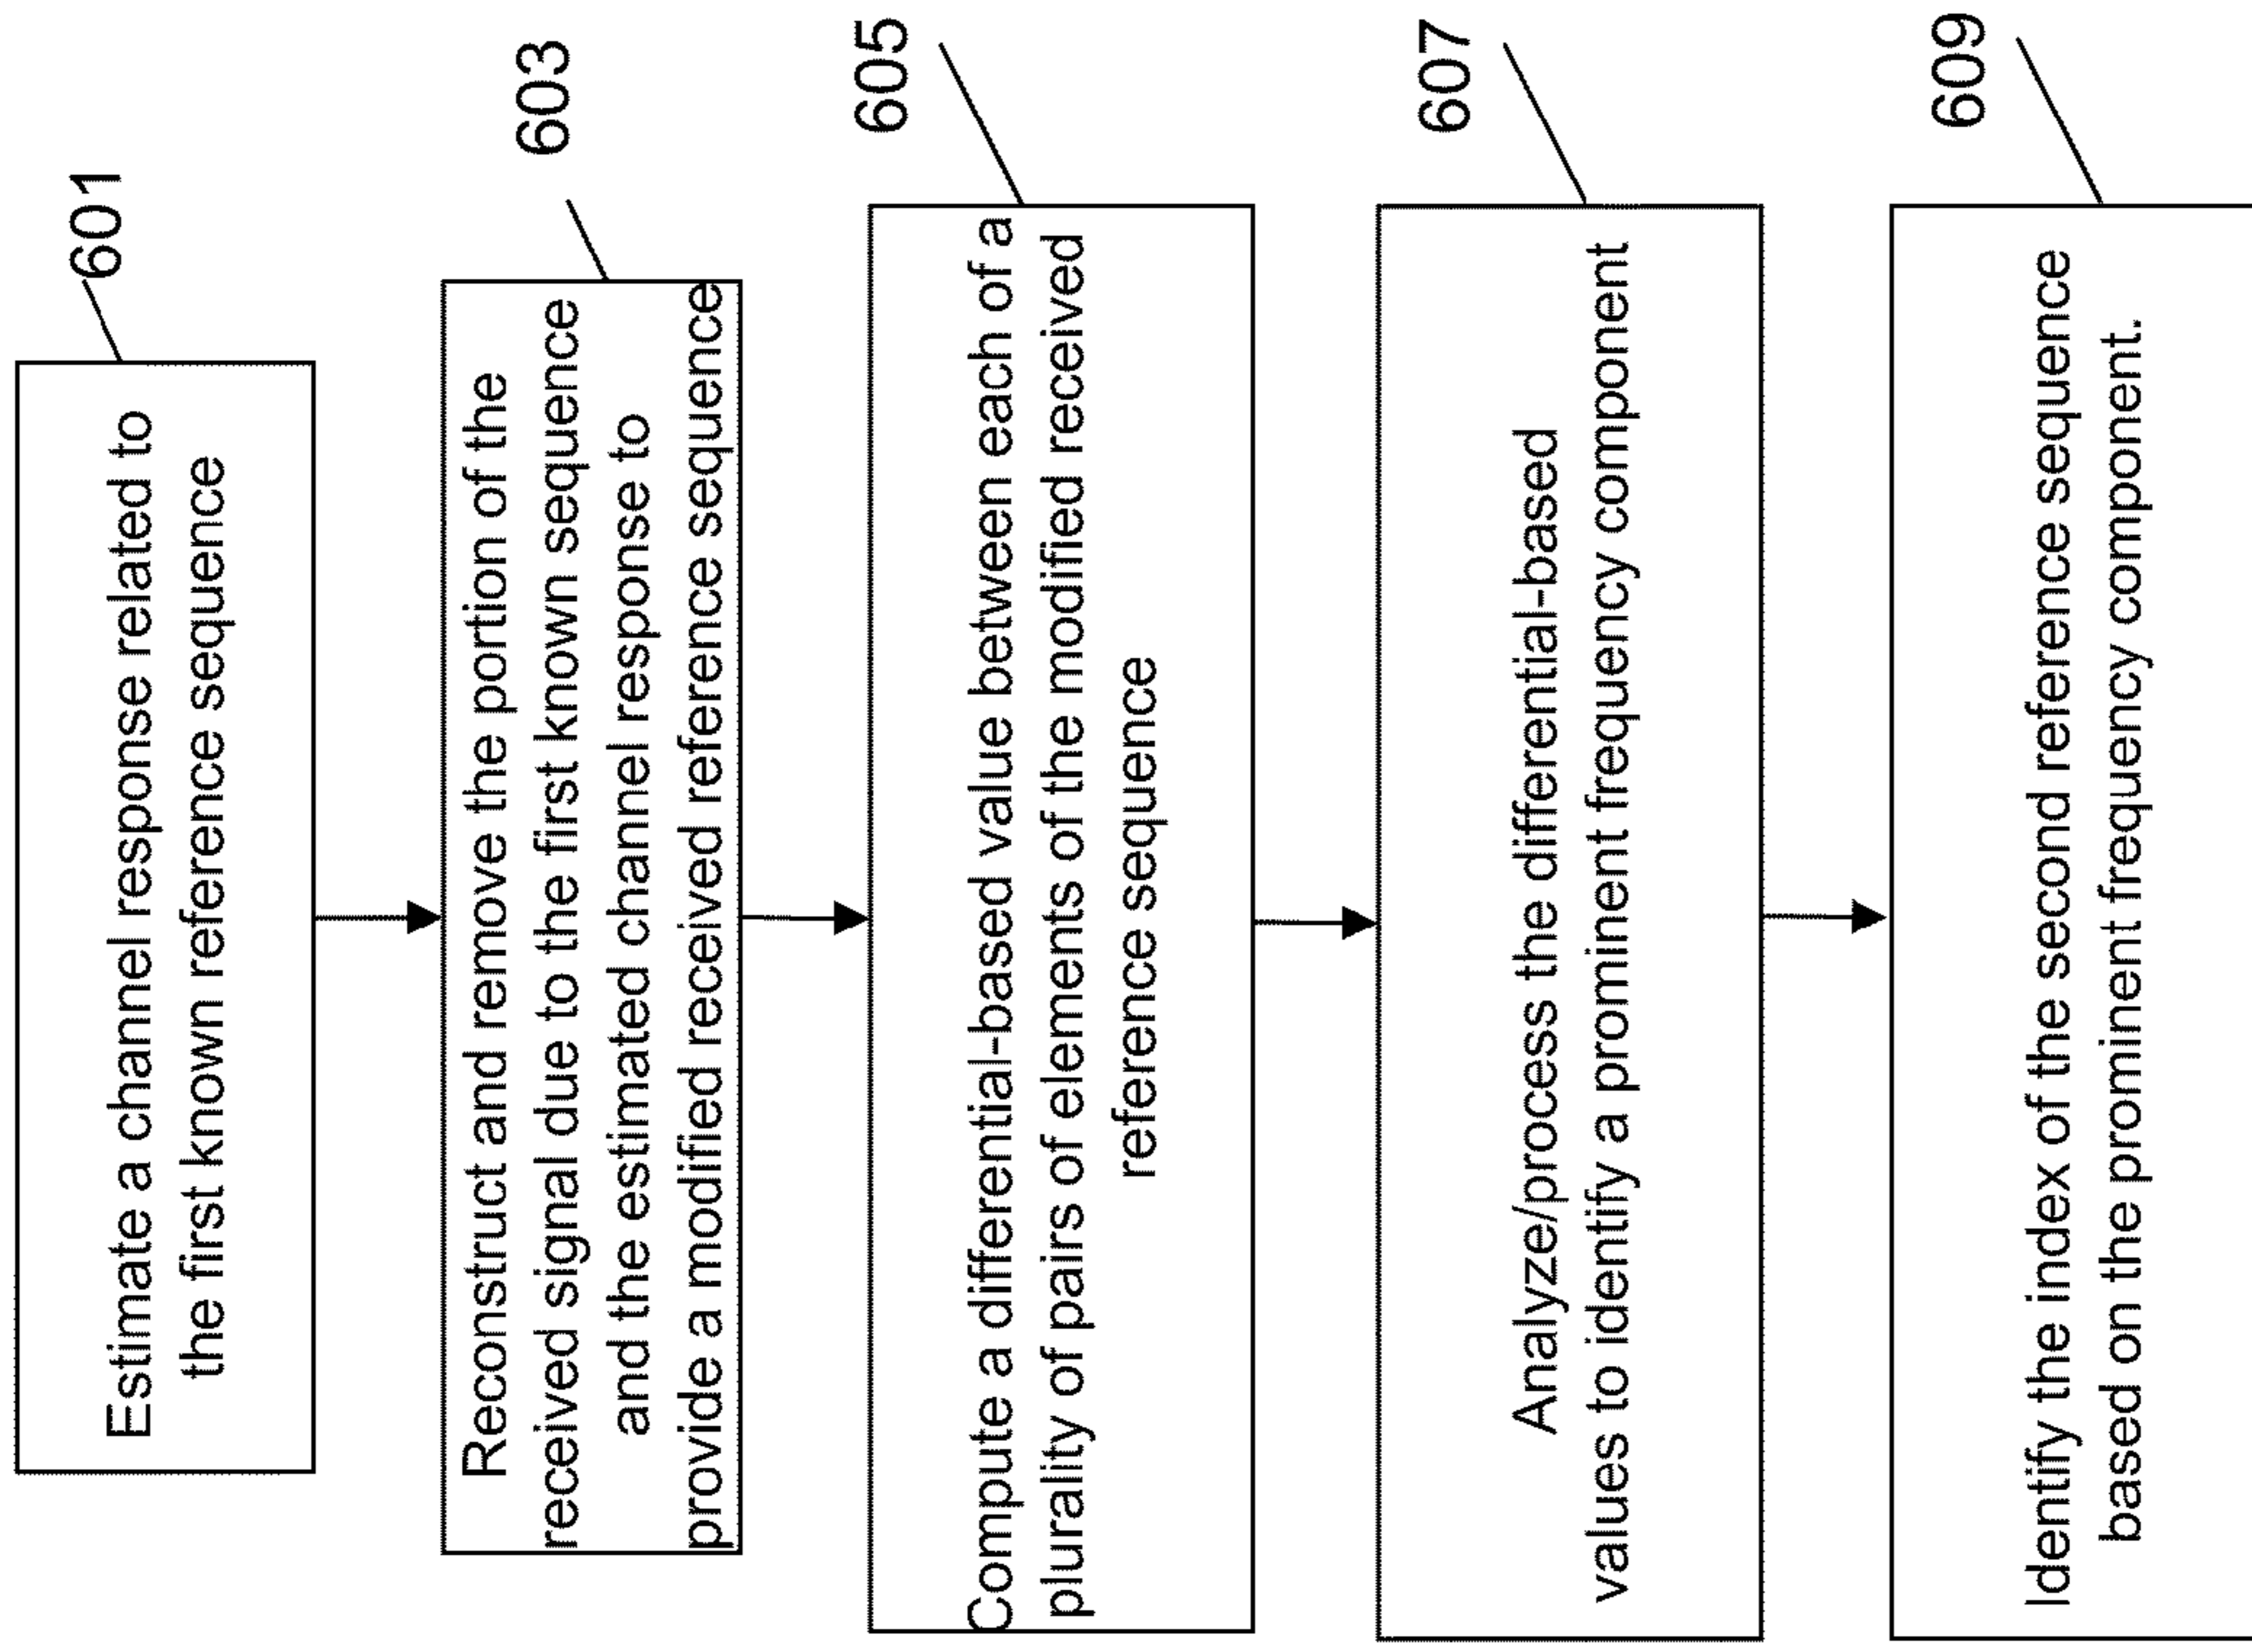 601
Estimate a channel response related to
the first known reference sequence
603
Reconstruct and remove the portion of the
received signal due to the first known sequence
and the estimated channel response to
provide a modified received reference sequence
605
Compute a differential-based value between each of a
plurality of pairs of elements of the modified received
reference sequence
607
Analyze/process the differential-based
values to identify a prominent frequency component
609
Identify the index of the second reference sequence
based on the prominent frequency component.